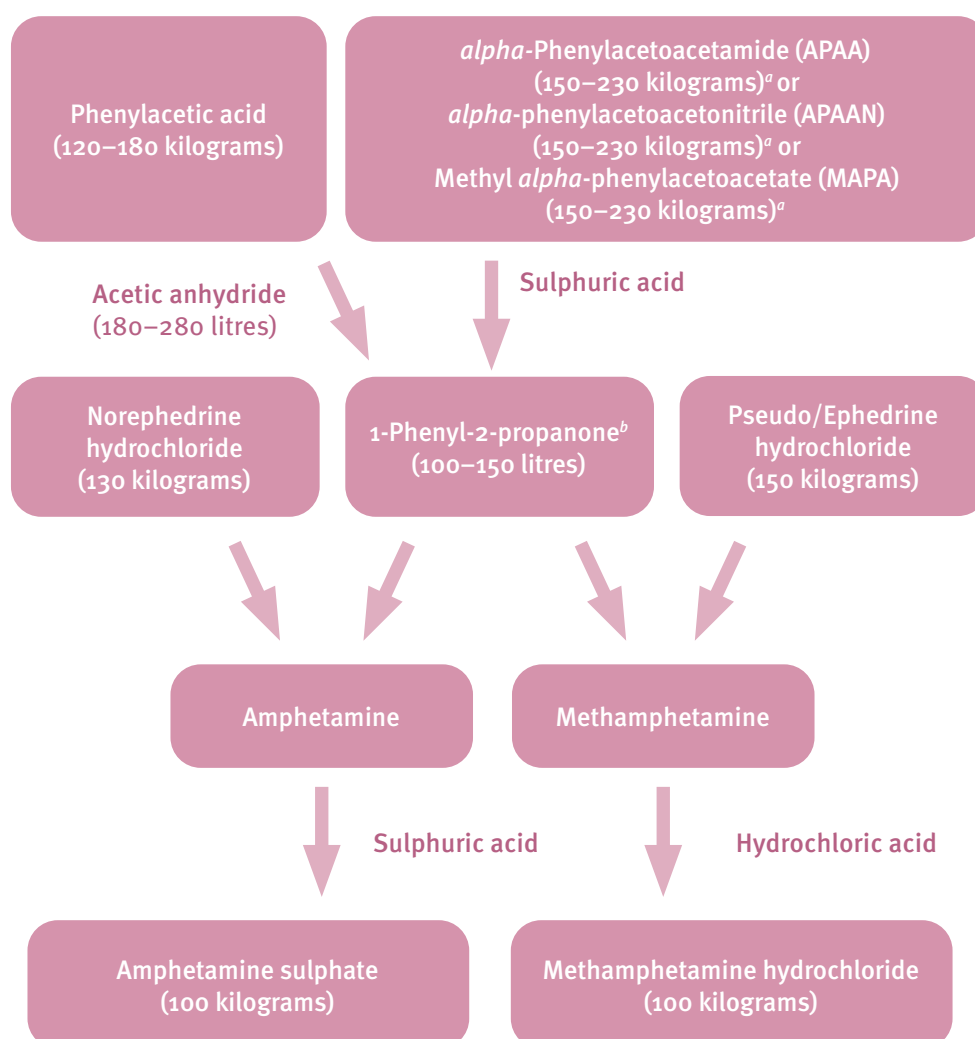 Phenylacetic acid
(120–180 kilograms)
alpha-Phenylacetoacetamide (APAA)
(150–230 kilograms)a or
alpha-phenylacetoacetonitrile (APAAN)
(150–230 kilograms)a or
Methyl alpha-phenylacetoacetate (MAPA)
(150–230 kilograms)a
Acetic anhydride
(180–280 litres)
Sulphuric acid
Norephedrine
hydrochloride
(130 kilograms)
1-Phenyl-2-propanoneb
(100–150 litres)
Pseudo/Ephedrine
hydrochloride
(150 kilograms)
Amphetamine
Methamphetamine
Sulphuric acid
Hydrochloric acid
Amphetamine sulphate
(100 kilograms)
Methamphetamine hydrochloride
(100 kilograms)